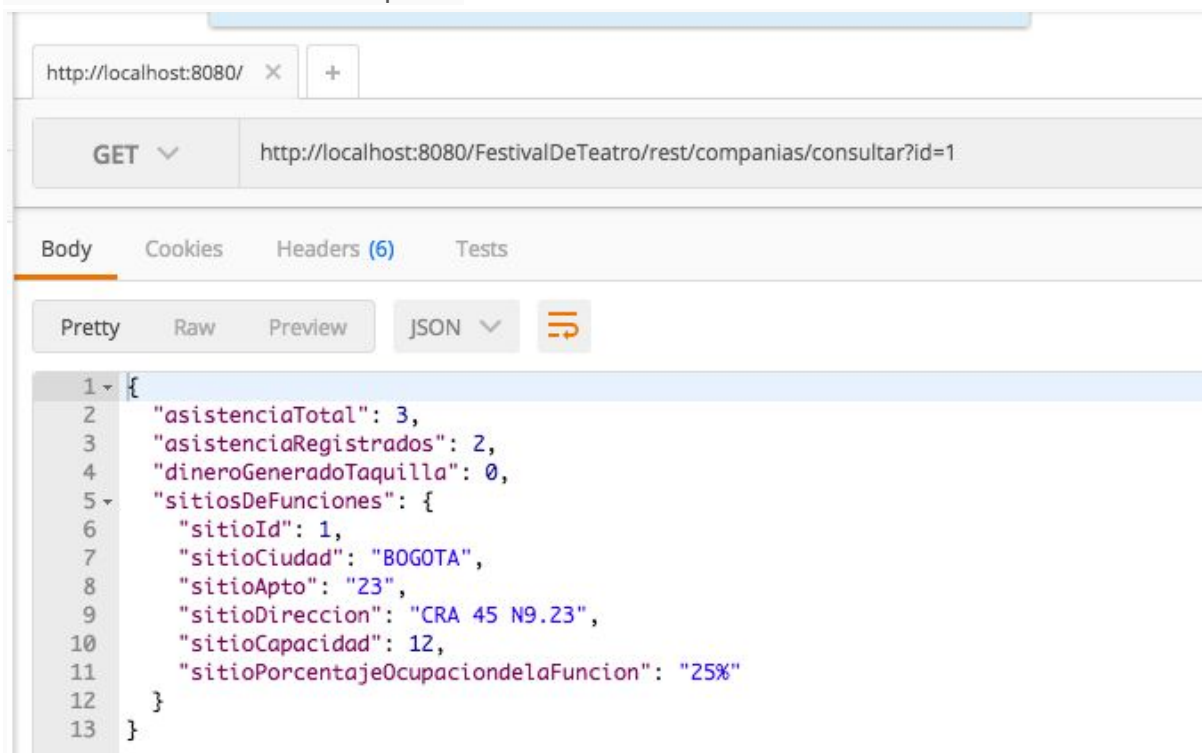 http://localhost:8080/ × +
GET http://localhost:8080/FestivalDeTeatro/rest/companias/consultar?id=1
Body Cookies Headers (6) Tests
Pretty Raw Preview JSON
1 {
2 "asistenciaTotal": 3,
3 "asistenciaRegistrados": 2,
4 "dineroGeneradoTaquilla": 0,
5 "sitiosDeFunciones": {
6 "sitioId": 1,
7 "sitioCiudad": "BOGOTA",
8 "sitioApto": "23",
9 "sitioDireccion": "CRA 45 N9.23",
10 "sitioCapacidad": 12,
11 "sitioPorcentajeOcupaciondelaFuncion": "25%"
12 }
13 }